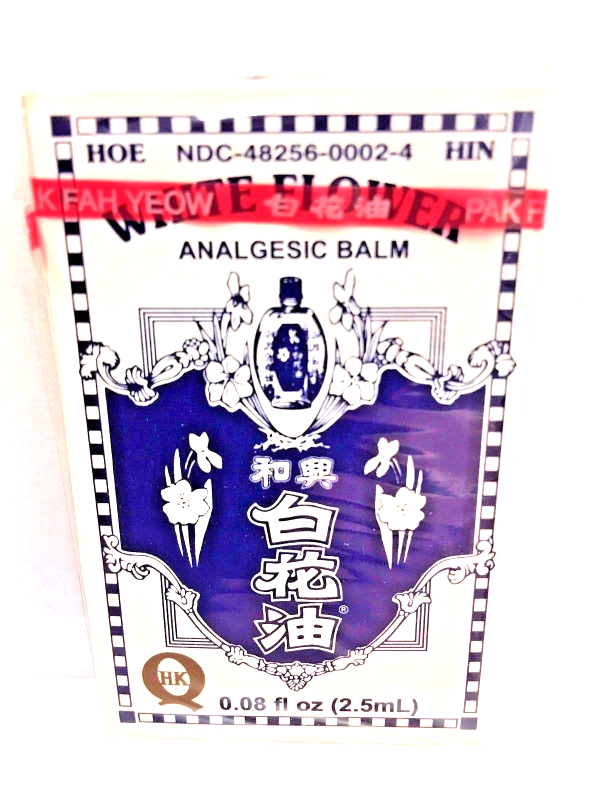 HOE NDC-48256-0002-4 HIN
WHITE FLOWER
K FAH YEOW 白花油 PAK F
ANALGESIC BALM
和興
白花油®
HK
0.08 fl oz (2.5mL)